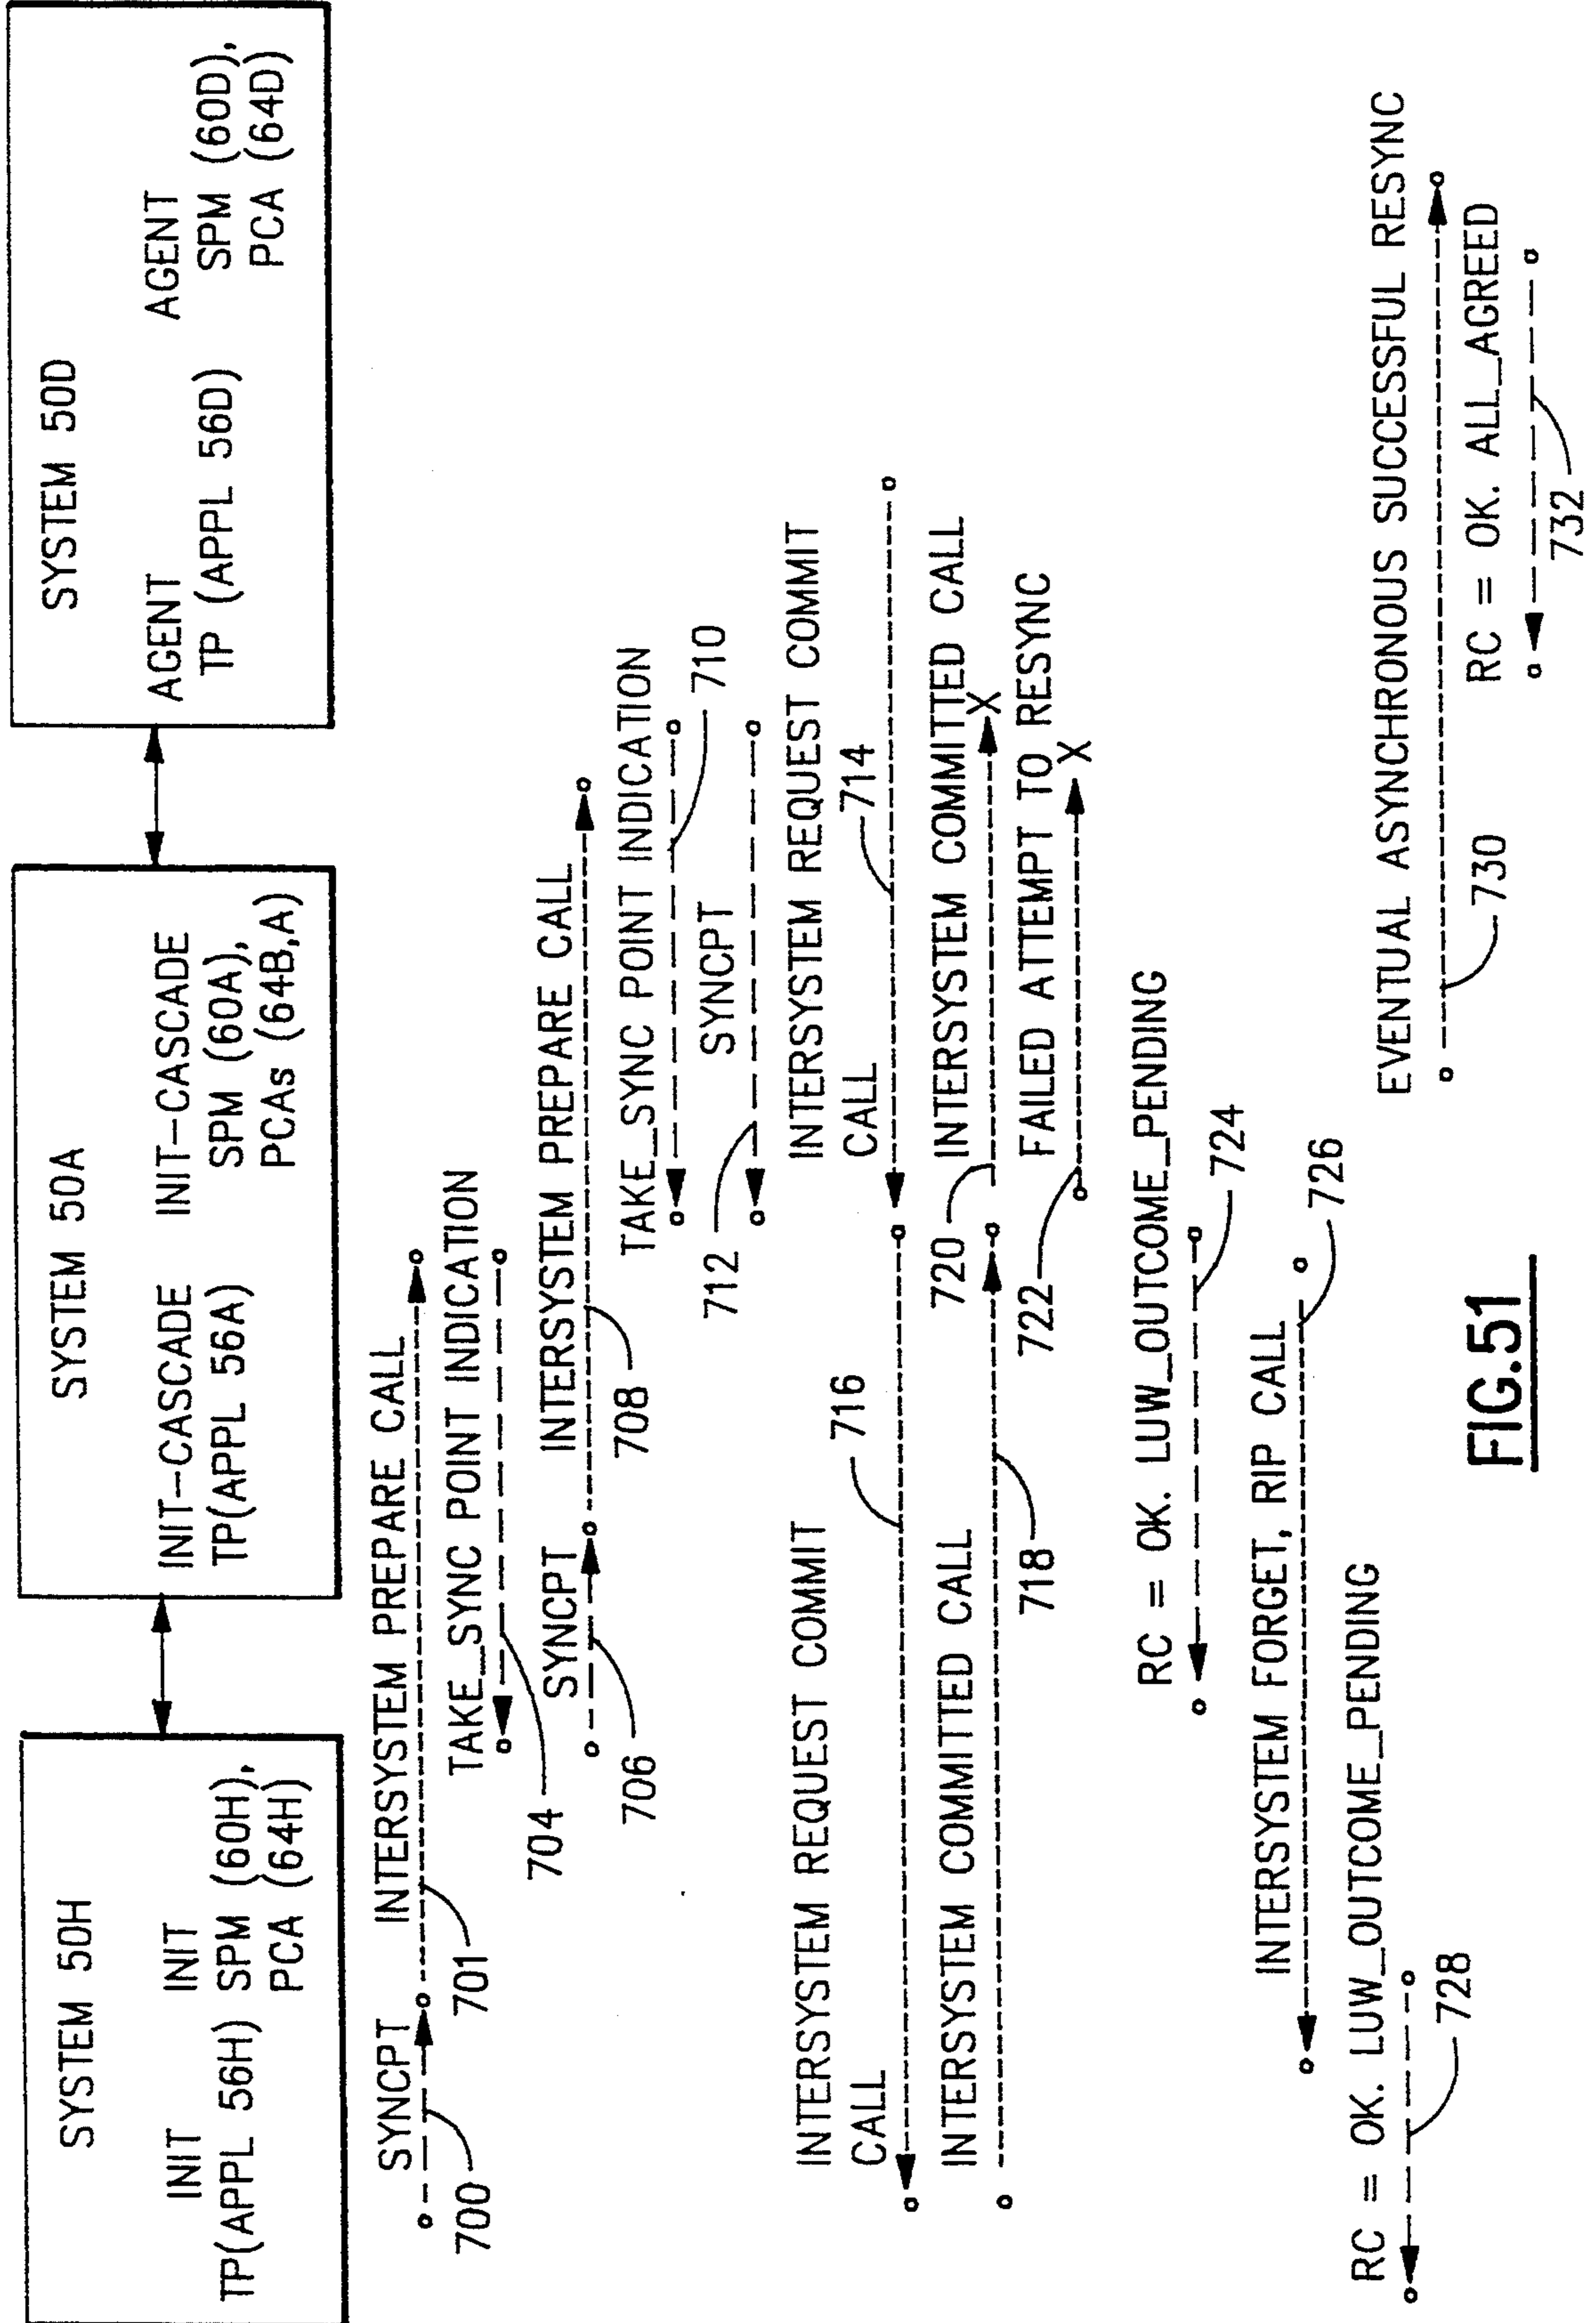 SYSTEM 50H
INIT INIT
TP(APPL 56H) SPM (60H),
PCA (64H)
SYSTEM 50A
INIT-CASCADE INIT-CASCADE
TP(APPL 56A) SPM (60A),
PCAs (64B,A)
SYSTEM 50D
AGENT AGENT
TP (APPL 56D) SPM (60D),
PCA (64D)
SYNCPT INTERSYSTEM PREPARE CALL
700
701
TAKE_SYNC POINT INDICATION
704
SYNCPT INTERSYSTEM PREPARE CALL
706
708
TAKE_SYNC POINT INDICATION
710
SYNCPT
712
INTERSYSTEM REQUEST COMMIT
CALL
714
INTERSYSTEM REQUEST COMMIT
CALL
716
INTERSYSTEM COMMITTED CALL
718
INTERSYSTEM COMMITTED CALL
X
720
FAILED ATTEMPT TO RESYNC
X
722
RC = OK. LUW_OUTCOME_PENDING
724
INTERSYSTEM FORGET, RIP CALL
726
RC = OK. LUW_OUTCOME_PENDING
728
EVENTUAL ASYNCHRONOUS SUCCESSFUL RESYNC
730
RC = OK. ALL_AGREED
732
FIG.51